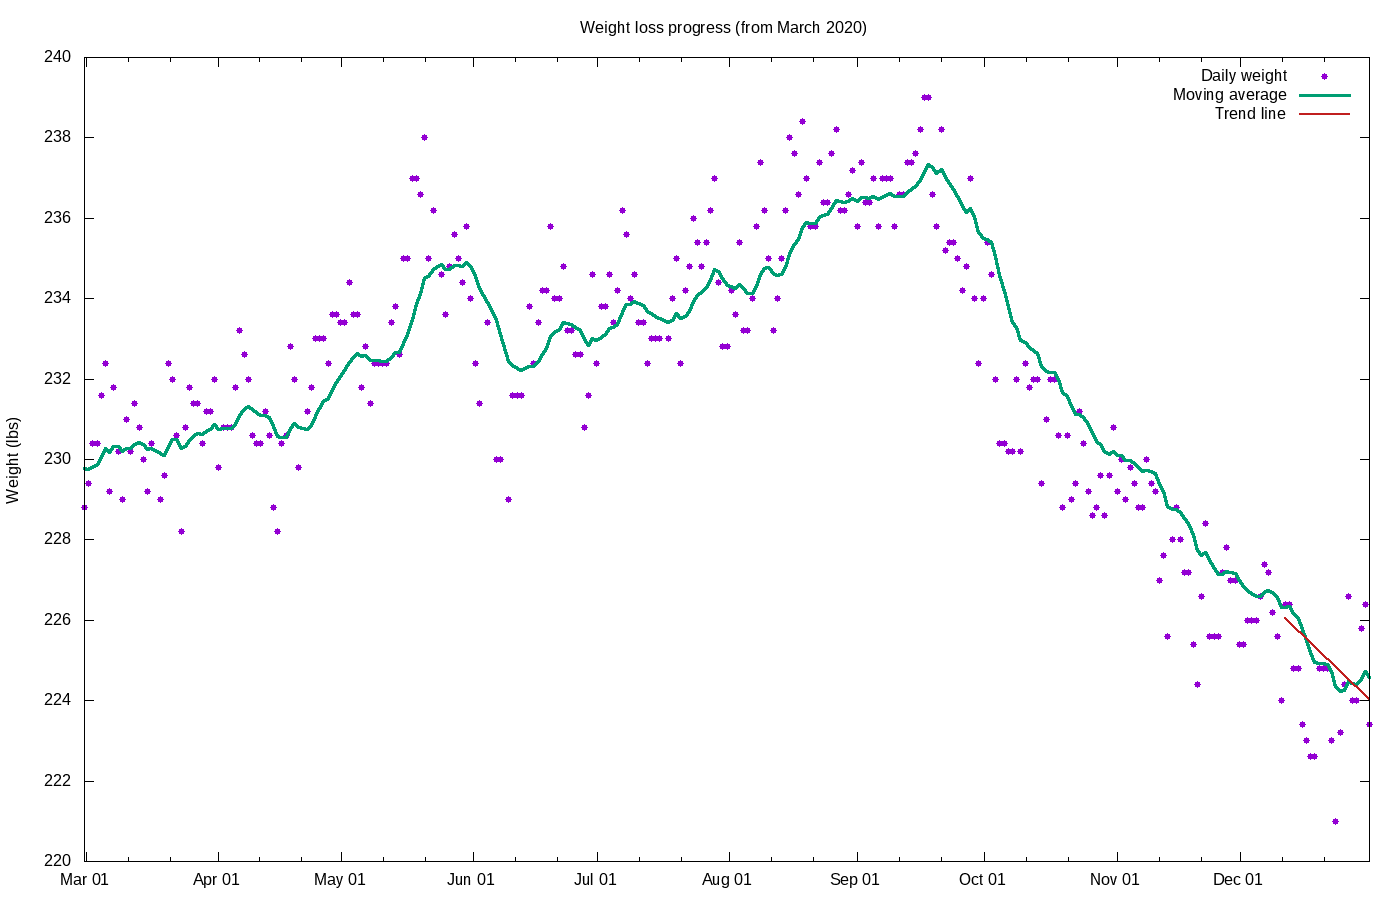 Weight loss progress (from March 2020)
Daily weight
Moving average
Trend line
Weight (lbs)
240
238
236
234
232
230
228
226
224
222
220
Mar 01 Apr 01 May 01 Jun 01 Jul 01 Aug 01 Sep 01 Oct 01 Nov 01 Dec 01